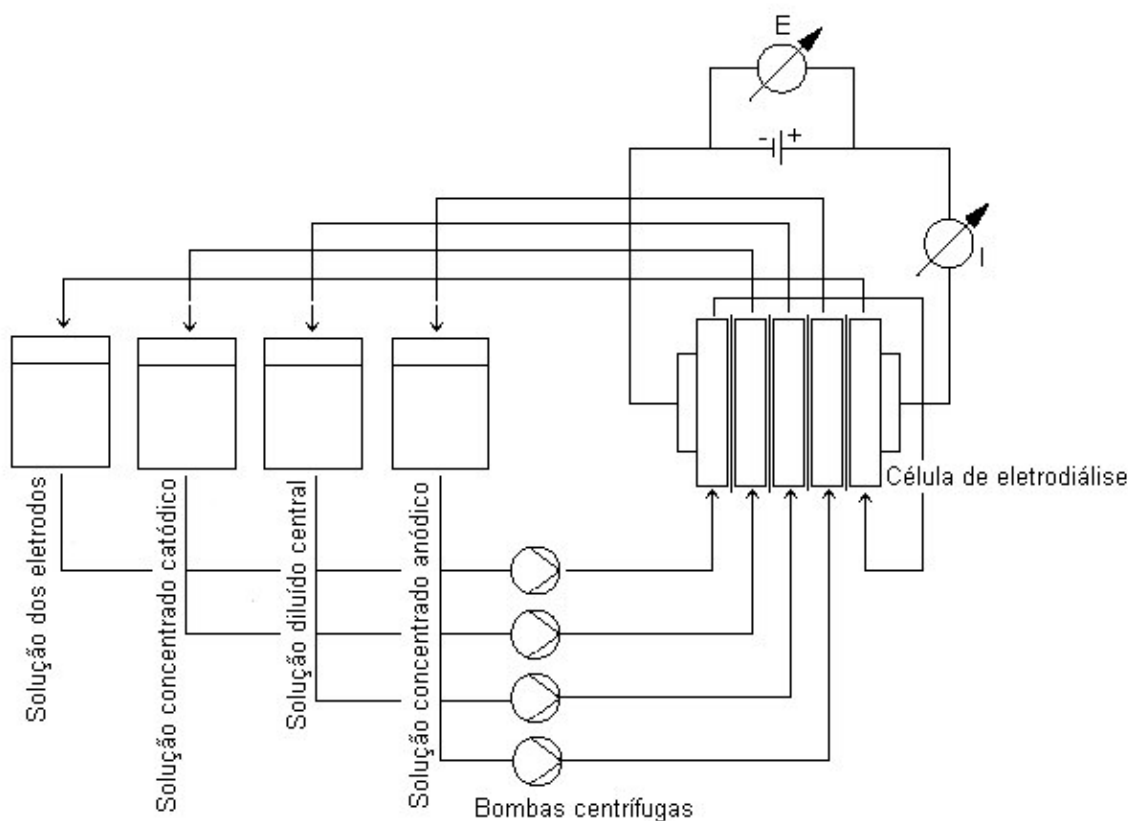 E
- +
I
Célula de eletrodiálise
Solução dos eletrodos
Solução concentrado catódico
Solução diluído central
Solução concentrado anódico
Bombas centrífugas